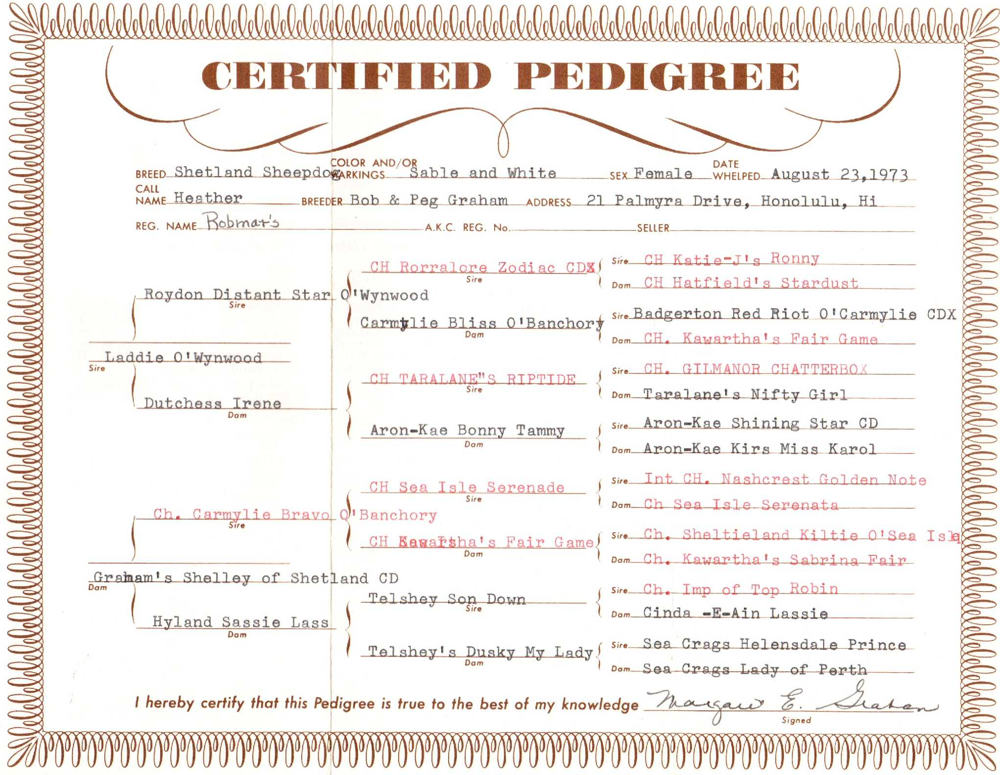 CERTIFIED PEDIGREE
BREED Shetland Sheepdog COLOR AND/OR MARKINGS Sable and White SEX Female DATE WHELPED August 23,1973
CALL NAME Heather BREEDER Bob & Peg Graham ADDRESS 21 Palmyra Drive, Honolulu, Hi
REG. NAME Robmar's A.K.C. REG. No. SELLER
Sire CH Katie-J's Ronny
CH Rorralore Zodiac CDX
Sire
Dam CH Hatfield's Stardust
Roydon Distant Star O'Wynwood
Sire
Sire Badgerton Red Riot O'Carmylie CDX
Carmylie Bliss O'Banchory
Dam
Dam CH. Kawartha's Fair Game
Laddie O'Wynwood
Sire
Sire CH. GILMANOR CHATTERBOX
CH TARALANE"S RIPTIDE
Sire
Dam Taralane's Nifty Girl
Dutchess Irene
Dam
Sire Aron-Kae Shining Star CD
Aron-Kae Bonny Tammy
Dam
Dam Aron-Kae Kirs Miss Karol
Sire Int CH. Nashcrest Golden Note
CH Sea Isle Serenade
Sire
Dam Ch Sea Isle Serenata
Ch. Carmylie Bravo O'Banchory
Sire
Sire Ch. Sheltieland Kiltie O'Sea Isle
CH Kawartha's Fair Game
Dam
Dam Ch. Kawartha's Sabrina Fair
Graham's Shelley of Shetland CD
Dam
Sire Ch. Imp of Top Robin
Telshey Son Down
Sire
Dam Cinda -E-Ain Lassie
Hyland Sassie Lass
Dam
Sire Sea Crags Helensdale Prince
Telshey's Dusky My Lady
Dam
Dam Sea Crags Lady of Perth
I hereby certify that this Pedigree is true to the best of my knowledge Margaret E. Graham
Signed